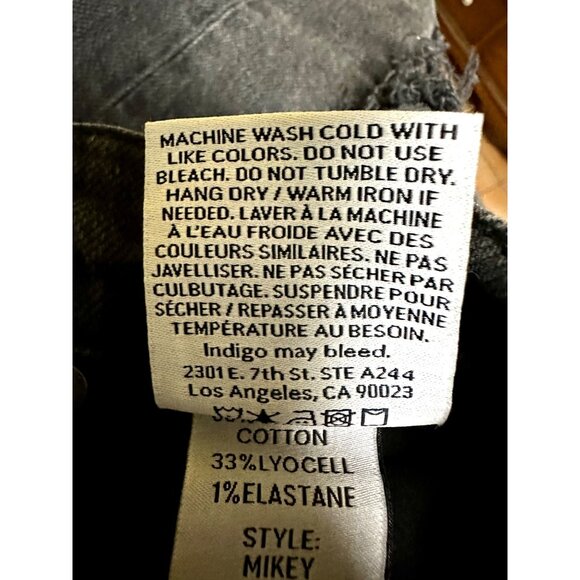 MACHINE WASH COLD WITH
LIKE COLORS. DO NOT USE
BLEACH. DO NOT TUMBLE DRY.
HANG DRY / WARM IRON IF
NEEDED. LAVER À LA MACHINE
À L'EAU FROIDE AVEC DES
COULEURS SIMILAIRES. NE PAS
JAVELLISER. NE PAS SÉCHER PAR
CULBUTAGE. SUSPENDRE POUR
SÉCHER / REPASSER À MOYENNE
TEMPÉRATURE AU BESOIN.
Indigo may bleed.
2301 E. 7th St. STE A244
Los Angeles, CA 90023
COTTON
33%LYOCELL
1%ELASTANE
STYLE:
MIKEY